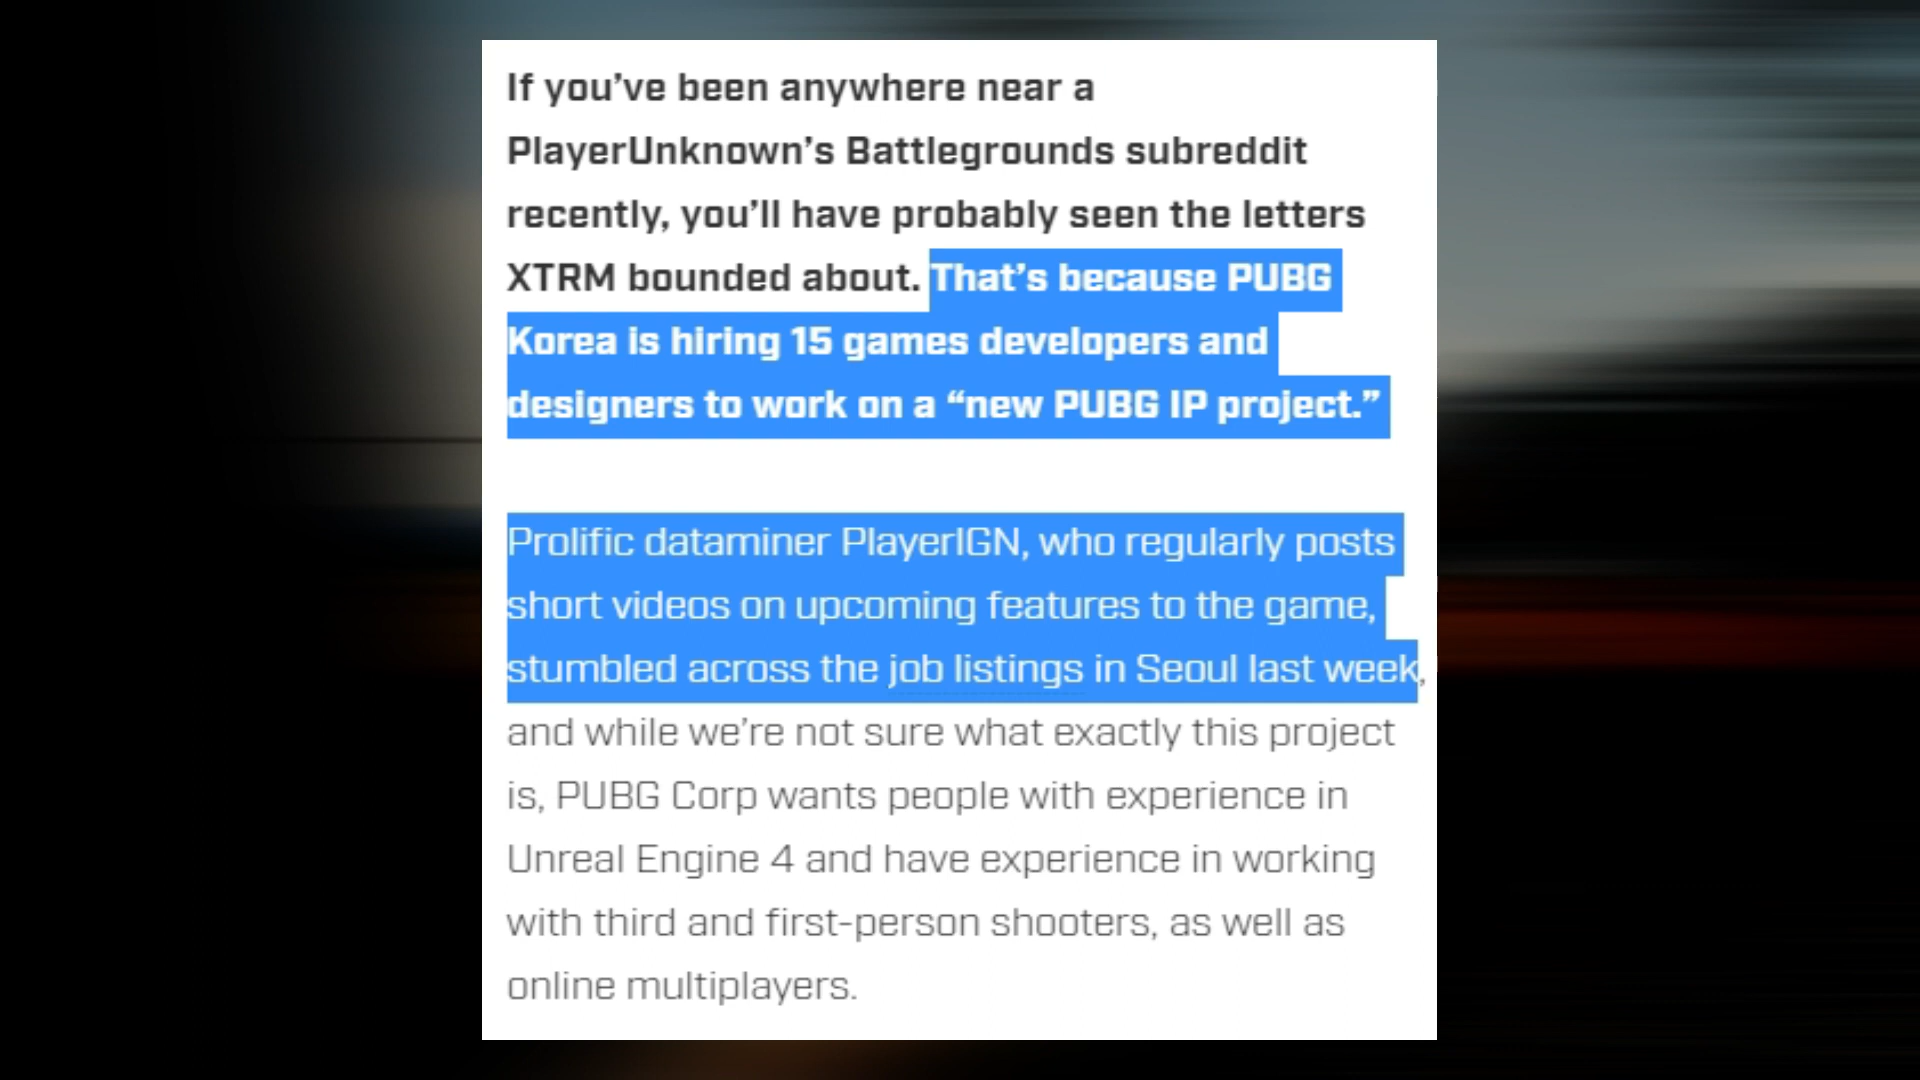 If you’ve been anywhere near a
PlayerUnknown’s Battlegrounds subreddit
recently, you’ll have probably seen the letters
XTRM bounded about. That’s because PUBG
Korea is hiring 15 games developers and
designers to work on a “new PUBG IP project.”
Prolific dataminer PlayerIGN, who regularly posts
short videos on upcoming features to the game,
stumbled across the job listings in Seoul last week,
and while we’re not sure what exactly this project
is, PUBG Corp wants people with experience in
Unreal Engine 4 and have experience in working
with third and first-person shooters, as well as
online multiplayers.